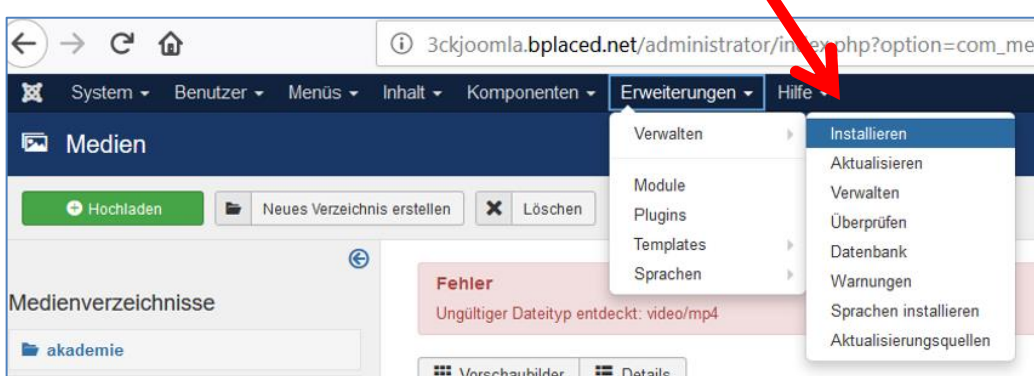 3ckjoomla.bplaced.net/administrator/index.php?option=com_me
System Benutzer Menüs Inhalt Komponenten Erweiterungen Hilfe
Medien
Hochladen Neues Verzeichnis erstellen Löschen
Verwalten
Module
Plugins
Templates
Sprachen
Installieren
Aktualisieren
Verwalten
Überprüfen
Datenbank
Warnungen
Sprachen installieren
Aktualisierungsquellen
Medienverzeichnisse
akademie
Fehler
Ungültiger Dateityp entdeckt: video/mp4
Vorschaubilder Details